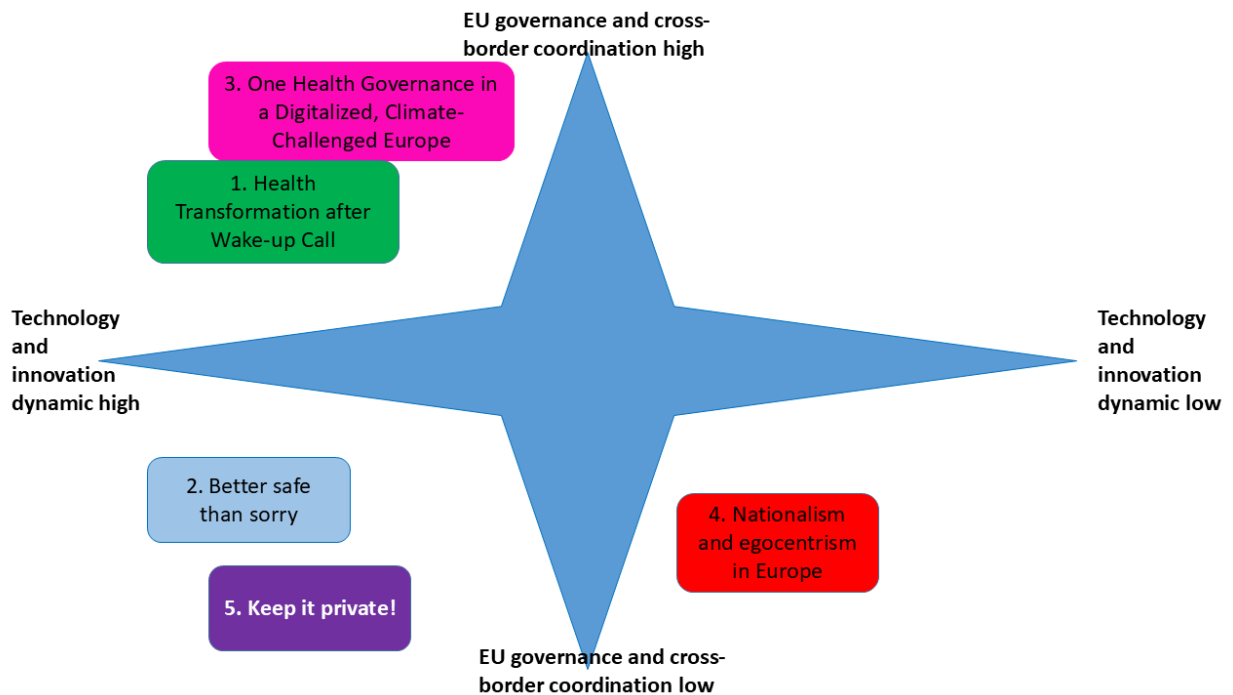 EU governance and cross-
border coordination high
3. One Health Governance in
a Digitalized, Climate-
Challenged Europe
1. Health
Transformation after
Wake-up Call
Technology
and
innovation
dynamic high
Technology
and
innovation
dynamic low
2. Better safe
than sorry
4. Nationalism
and egocentrism
in Europe
5. Keep it private!
EU governance and cross-
border coordination low